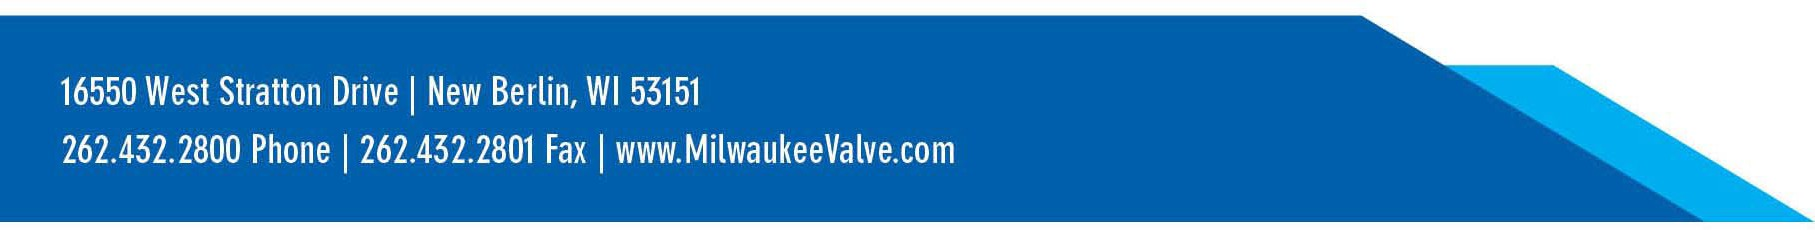 16550 West Stratton Drive | New Berlin, WI 53151
262.432.2800 Phone | 262.432.2801 Fax | www.MilwaukeeValve.com